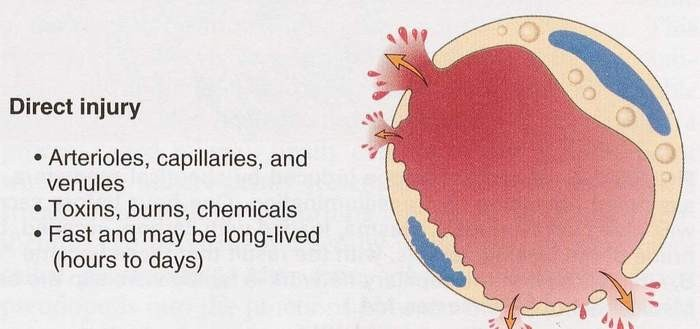 Direct injury
• Arterioles, capillaries, and
venules
• Toxins, burns, chemicals
• Fast and may be long-lived
(hours to days)